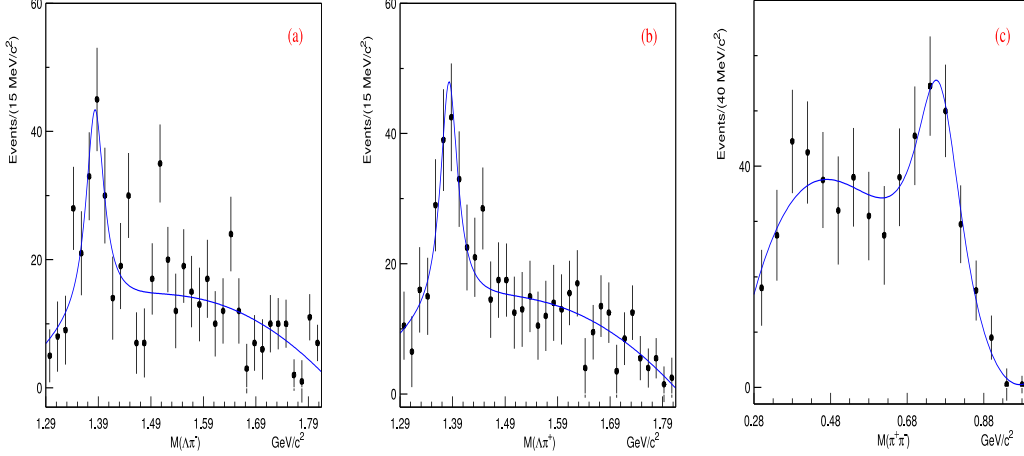 60
40
20
0
Events/(15 MeV/c²)
(a)
1.29 1.39 1.49 1.59 1.69 1.79
M(Λπ⁻) GeV/c²
60
40
20
0
Events/(15 MeV/c²)
(b)
1.29 1.39 1.49 1.59 1.69 1.79
M(Λπ⁺) GeV/c²
40
0
Events/(40 MeV/c²)
(c)
0.28 0.48 0.68 0.88
M(π⁺π⁻) GeV/c²